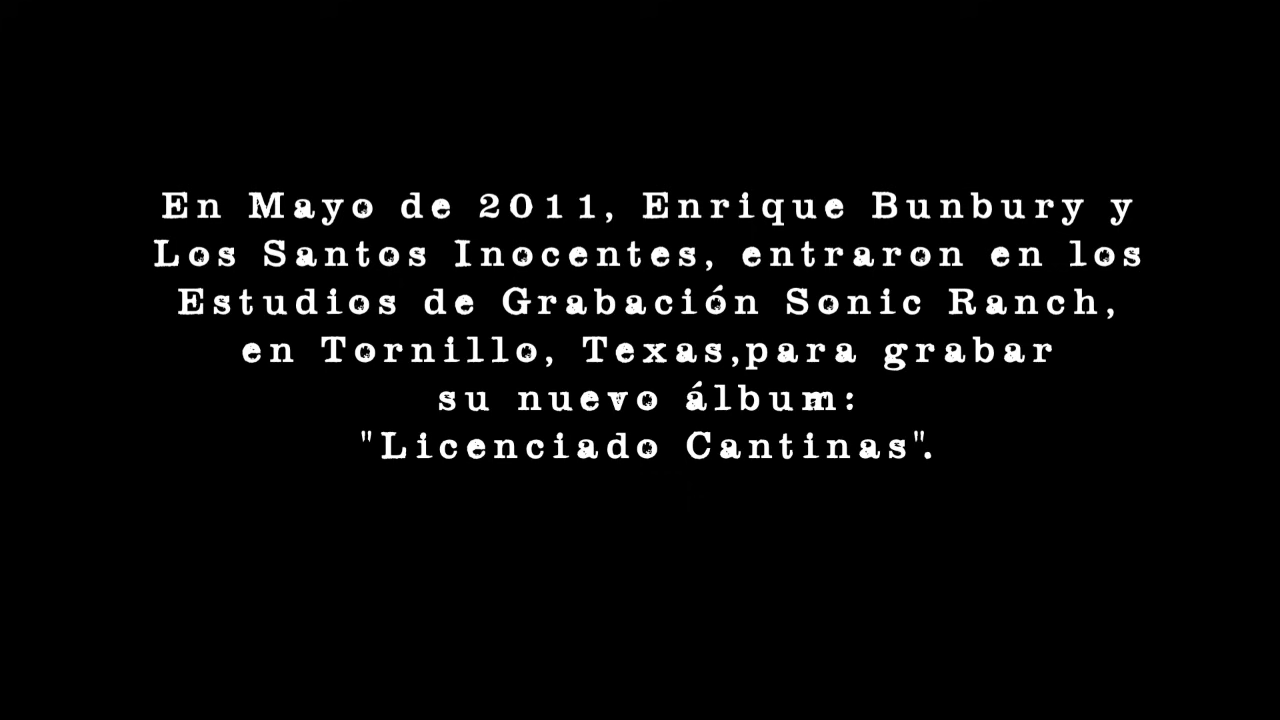 En Mayo de 2011, Enrique Bunbury y
Los Santos Inocentes, entraron en los
Estudios de Grabación Sonic Ranch,
en Tornillo, Texas,para grabar
su nuevo álbum:
"Licenciado Cantinas".